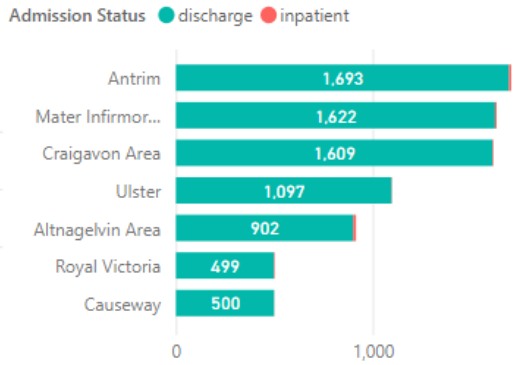 Admission Status discharge inpatient
Antrim 1,693
Mater Infirmor... 1,622
Craigavon Area 1,609
Ulster 1,097
Altnagelvin Area 902
Royal Victoria 499
Causeway 500
0 1,000